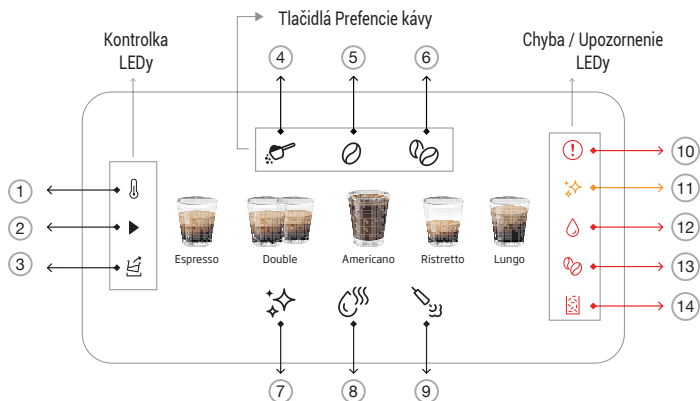 Tlačidlá Prefencie kávy
Kontrolka
LEDy
Chyba / Upozornenie
LEDy
4
5
6
1
2
3
10
11
12
13
14
Espresso
Double
Americano
Ristretto
Lungo
7
8
9